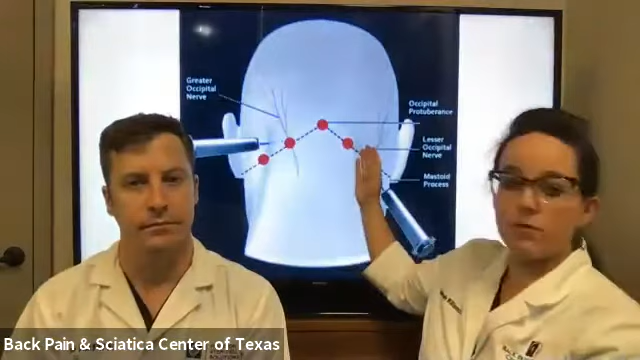 Greater
Occipital
Nerve
Occipital
Protuberance
Lesser
Occipital
Nerve
Mastoid
Process
Back Pain & Sciatica Center of Texas